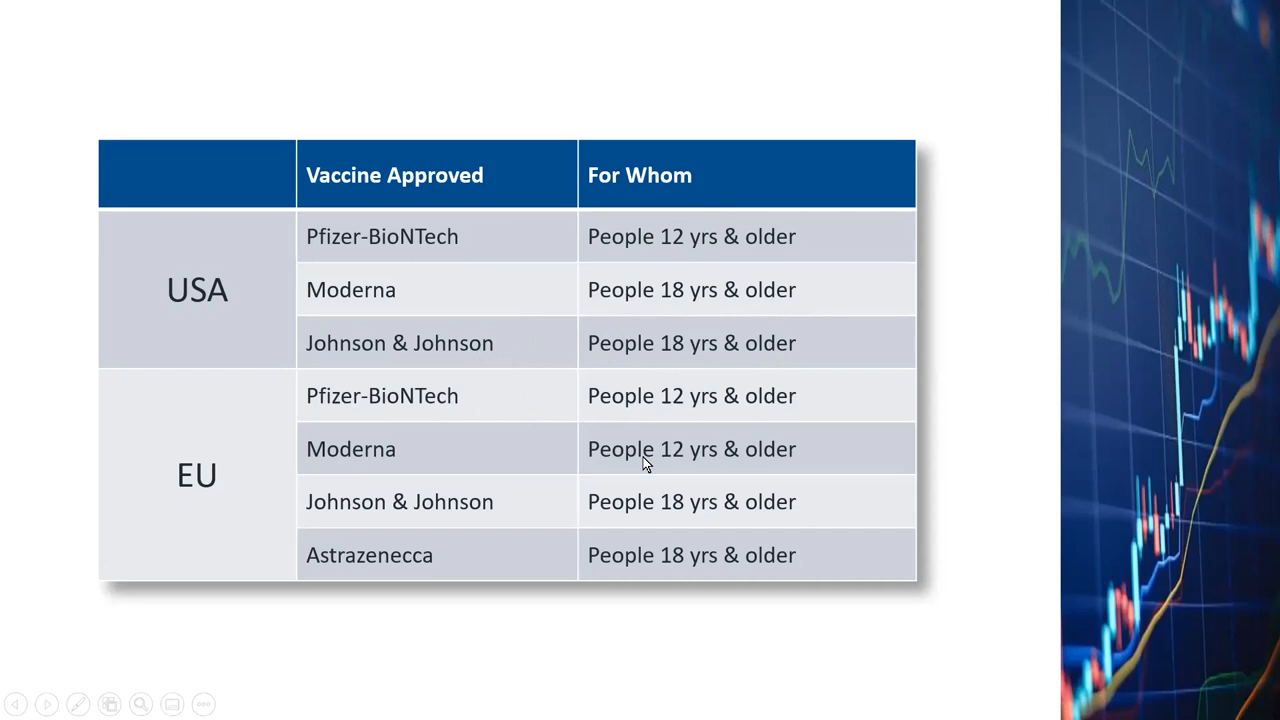 Vaccine Approved For Whom
USA
Pfizer-BioNTech People 12 yrs & older
Moderna People 18 yrs & older
Johnson & Johnson People 18 yrs & older
EU
Pfizer-BioNTech People 12 yrs & older
Moderna People 12 yrs & older
Johnson & Johnson People 18 yrs & older
Astrazenecca People 18 yrs & older